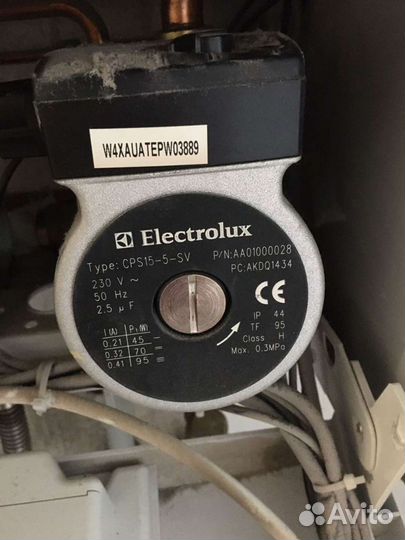 W4XAUATEPW03889
Electrolux
Type: CPS15-5-SV P/N:AA01000028
230 V ~ PC:AKDQ1434
50 Hz
2.5 µF
CE
I (A) P₁(W)
0.21 45 –
0.32 70 =
0.41 95 ≡
IP 44
TF 95
Class H
Max. 0.3MPa
Avito